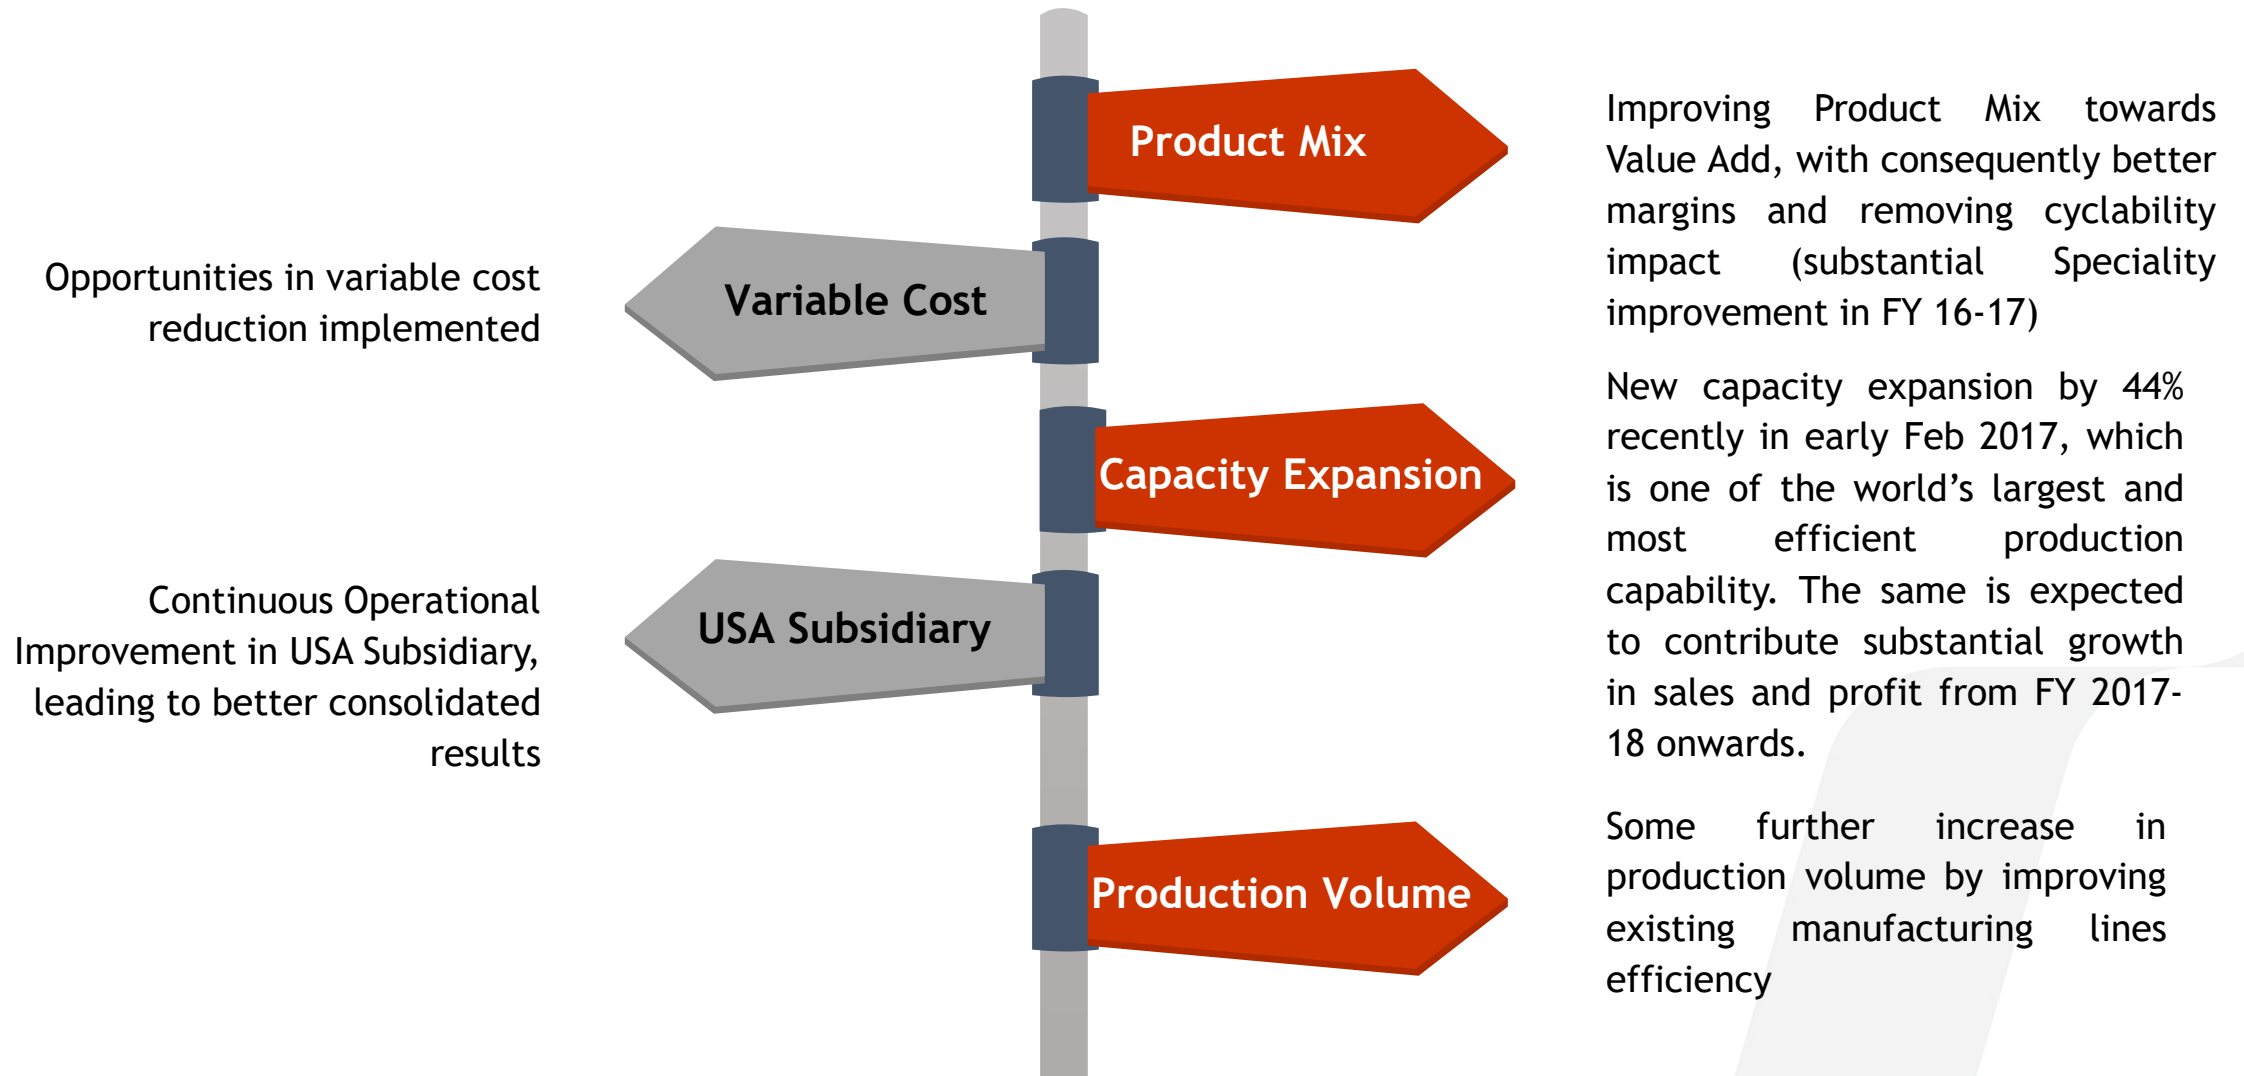 Product Mix
Improving Product Mix towards
Value Add, with consequently better
margins and removing cyclability
impact (substantial Speciality
improvement in FY 16-17)
Opportunities in variable cost
reduction implemented
Variable Cost
Capacity Expansion
New capacity expansion by 44%
recently in early Feb 2017, which
is one of the world’s largest and
most efficient production
capability. The same is expected
to contribute substantial growth
in sales and profit from FY 2017-
18 onwards.
Continuous Operational
Improvement in USA Subsidiary,
leading to better consolidated
results
USA Subsidiary
Production Volume
Some further increase in
production volume by improving
existing manufacturing lines
efficiency